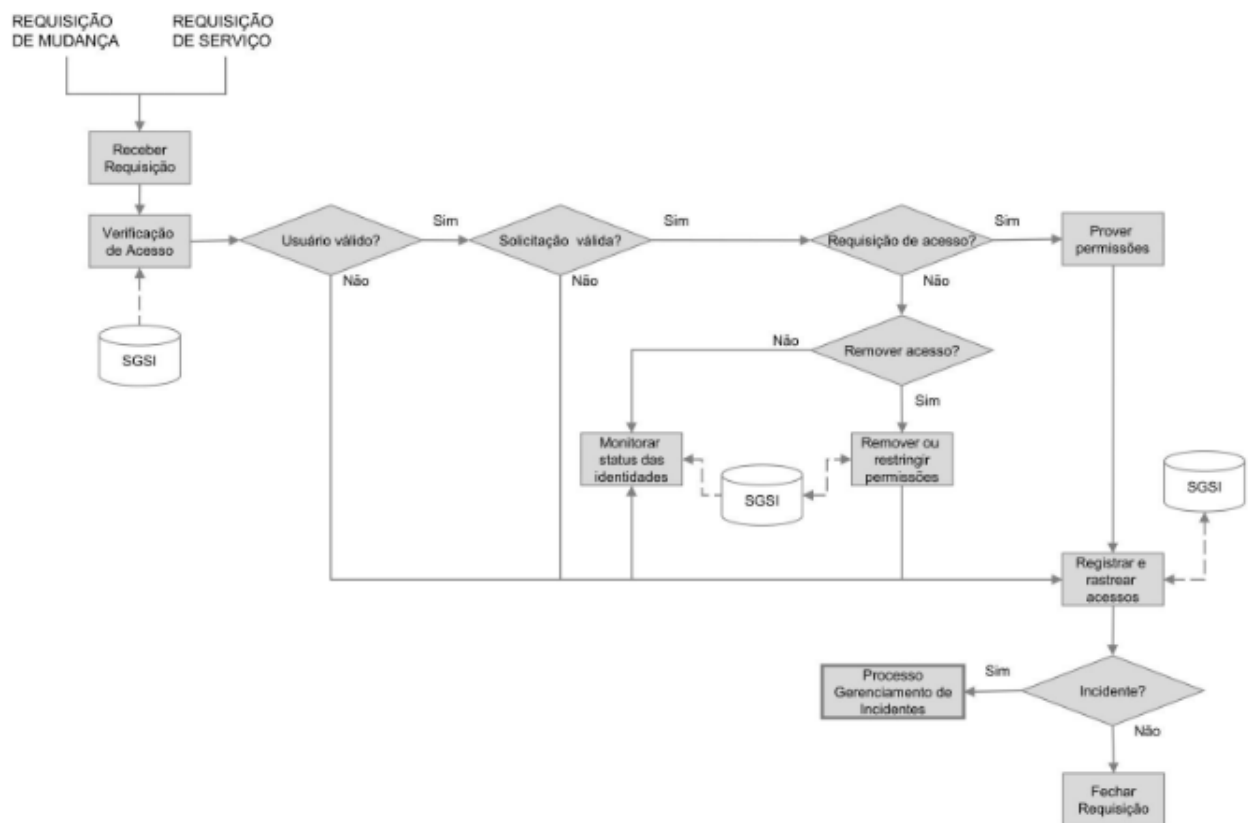 REQUISIÇÃO
DE MUDANÇA
REQUISIÇÃO
DE SERVIÇO
Receber
Requisição
Verificação
de Acesso
SGSI
Usuário válido?
Sim
Não
Solicitação válida?
Sim
Não
Requisição de acesso?
Sim
Não
Prover
permissões
Remover acesso?
Não
Sim
Monitorar
status das
identidades
SGSI
Remover ou
restringir
permissões
SGSI
Registrar e
rastrear
acessos
Incidente?
Sim
Não
Processo
Gerenciamento de
Incidentes
Fechar
Requisição